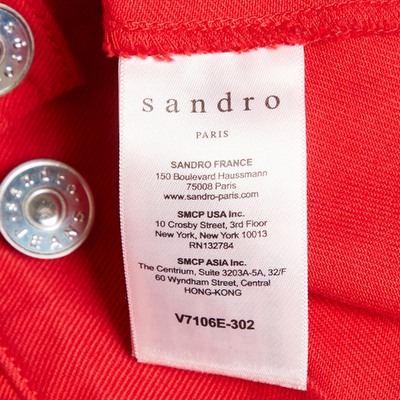 sandro
PARIS
SANDRO FRANCE
150 Boulevard Haussmann
75008 Paris
www.sandro-paris.com
SMCP USA Inc.
10 Crosby Street, 3rd Floor
New York, New York 10013
RN132784
SMCP ASIA Inc.
The Centrium, Suite 3203A-5A, 32/F
60 Wyndham Street, Central
HONG-KONG
V7106E-302
JEANS